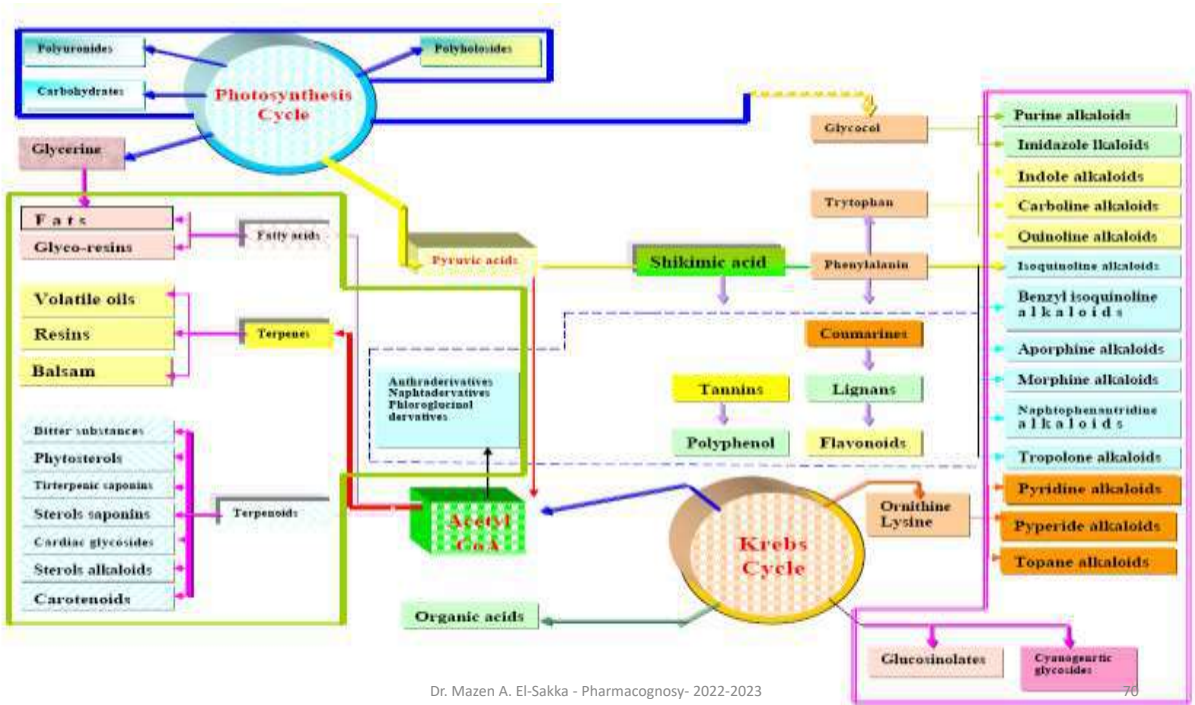 Polyuronides
Carbohydrates
Photosynthesis
Cycle
Polyholosides
Glycerine
Fats
Glyco-resins
Fatty acids
Volatile oils
Resins
Balsam
Terpenes
Bitter substances
Phytosterols
Tirterpenic saponins
Sterols saponins
Cardiac glycosides
Sterols alkaloids
Carotenoids
Terpenoids
Pyruvic acids
Anthraderivatives
Naphtaderivatives
Phloroglucinol
dervatives
Acetyl
CoA
Organic acids
Shikimic acid
Tannins
Polyphenol
Glycocol
Trytophan
Phenylalanin
Coumarines
Lignans
Flavonoids
Krebs
Cycle
Ornithine
Lysine
Purine alkaloids
Imidazole lkaloids
Indole alkaloids
Carboline alkaloids
Quinoline alkaloids
Isoquinoline alkaloids
Benzyl isoquinoline
alkaloids
Aporphine alkaloids
Morphine alkaloids
Naphtophenautridine
alkaloids
Tropolone alkaloids
Pyridine alkaloids
Pyperide alkaloids
Topane alkaloids
Glucosinolates
Cyanogenrtic
glycosides
Dr. Mazen A. El-Sakka - Pharmacognosy- 2022-2023
70